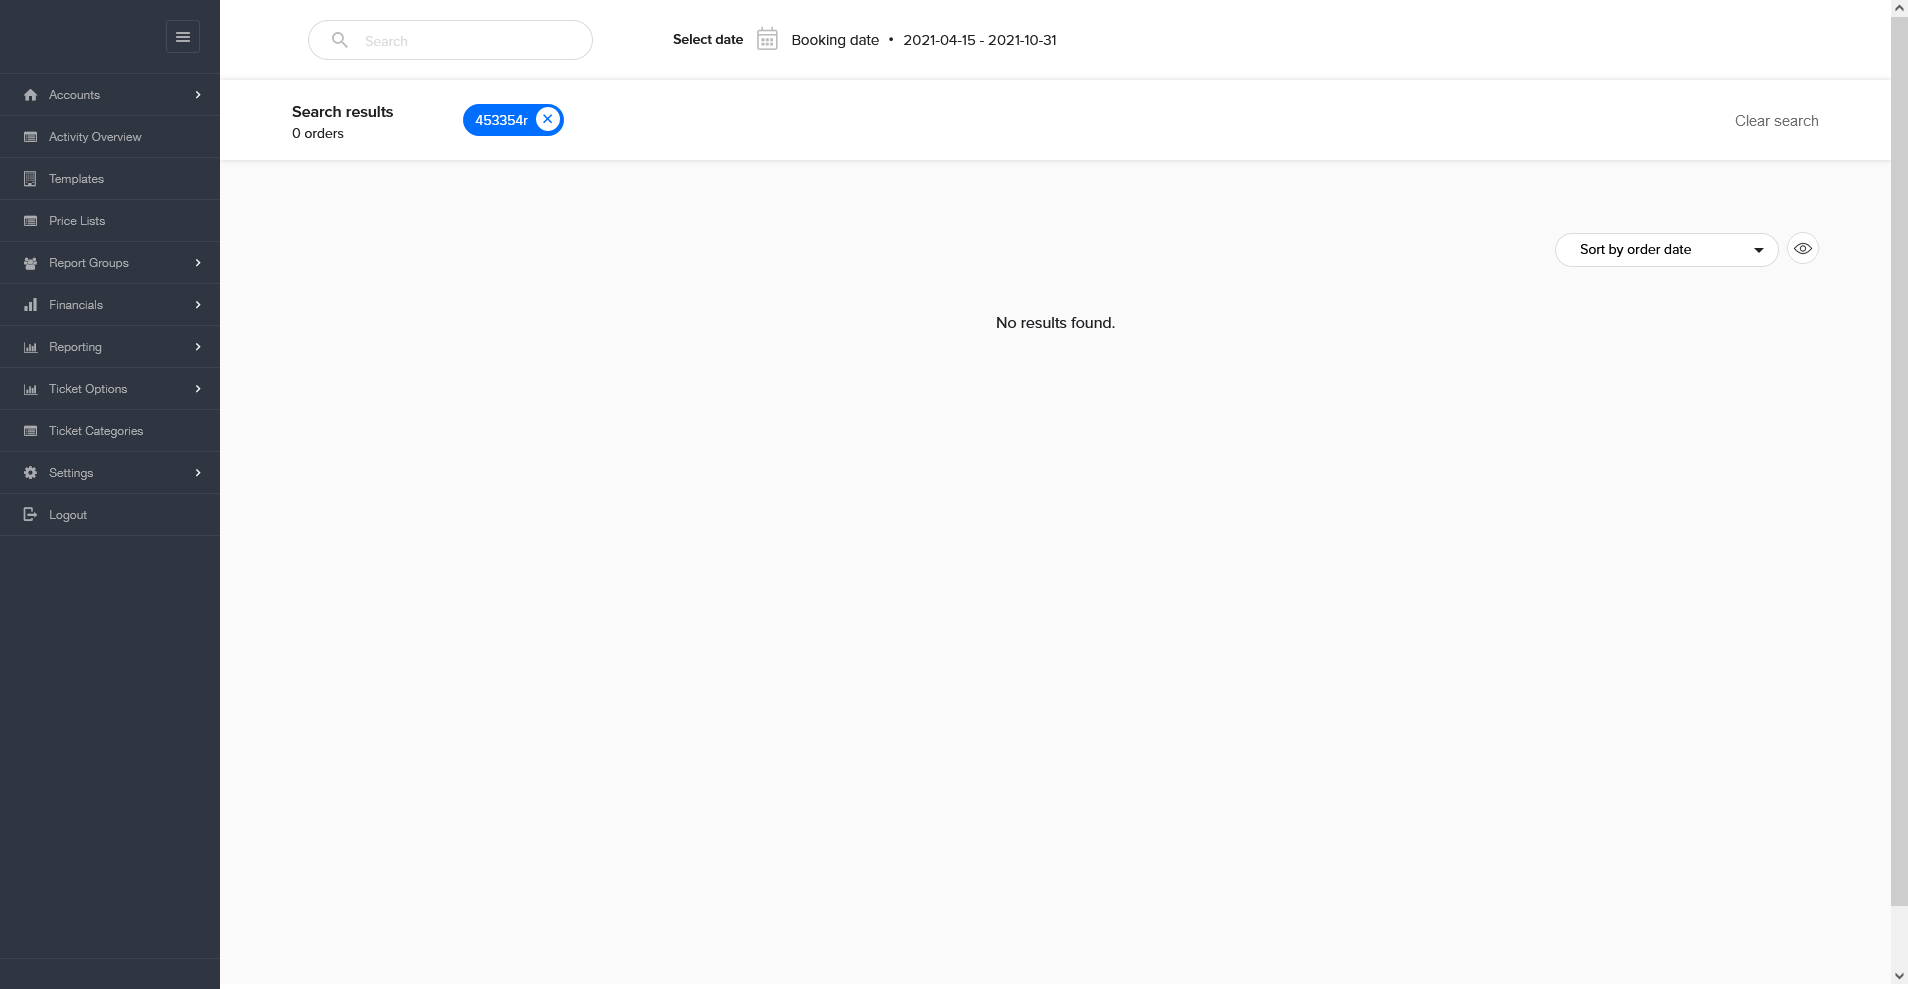 Search
Select date
Booking date • 2021-04-15 - 2021-10-31
Accounts
Activity Overview
Templates
Price Lists
Report Groups
Financials
Reporting
Ticket Options
Ticket Categories
Settings
Logout
Search results
0 orders
453354r
Clear search
Sort by order date
No results found.